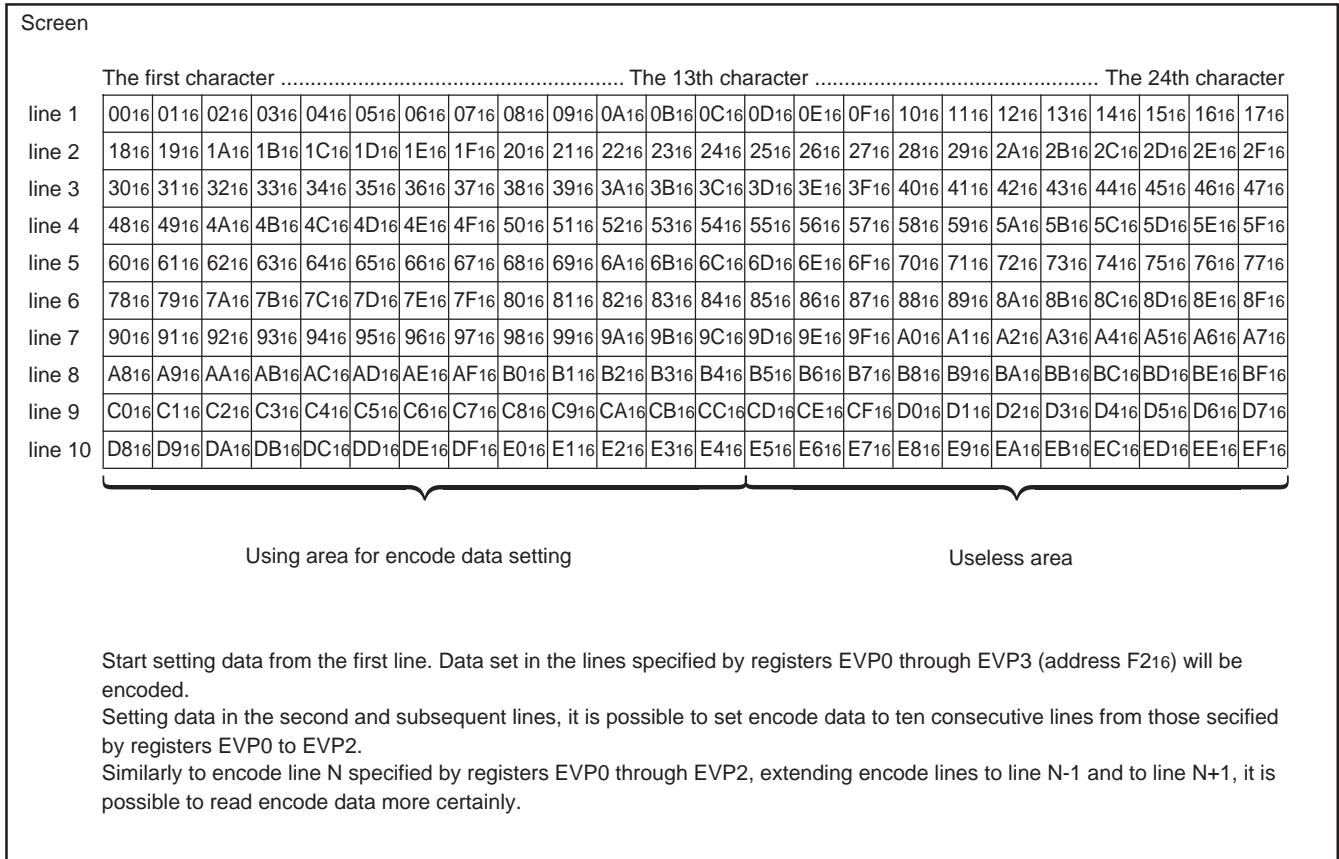 Screen
The first character .......................................................... The 13th character ................................................ The 24th character
line 1 0016 0116 0216 0316 0416 0516 0616 0716 0816 0916 0A16 0B16 0C16 0D16 0E16 0F16 1016 1116 1216 1316 1416 1516 1616 1716
line 2 1816 1916 1A16 1B16 1C16 1D16 1E16 1F16 2016 2116 2216 2316 2416 2516 2616 2716 2816 2916 2A16 2B16 2C16 2D16 2E16 2F16
line 3 3016 3116 3216 3316 3416 3516 3616 3716 3816 3916 3A16 3B16 3C16 3D16 3E16 3F16 4016 4116 4216 4316 4416 4516 4616 4716
line 4 4816 4916 4A16 4B16 4C16 4D16 4E16 4F16 5016 5116 5216 5316 5416 5516 5616 5716 5816 5916 5A16 5B16 5C16 5D16 5E16 5F16
line 5 6016 6116 6216 6316 6416 6516 6616 6716 6816 6916 6A16 6B16 6C16 6D16 6E16 6F16 7016 7116 7216 7316 7416 7516 7616 7716
line 6 7816 7916 7A16 7B16 7C16 7D16 7E16 7F16 8016 8116 8216 8316 8416 8516 8616 8716 8816 8916 8A16 8B16 8C16 8D16 8E16 8F16
line 7 9016 9116 9216 9316 9416 9516 9616 9716 9816 9916 9A16 9B16 9C16 9D16 9E16 9F16 A016 A116 A216 A316 A416 A516 A616 A716
line 8 A816 A916 AA16 AB16 AC16 AD16 AE16 AF16 B016 B116 B216 B316 B416 B516 B616 B716 B816 B916 BA16 BB16 BC16 BD16 BE16 BF16
line 9 C016 C116 C216 C316 C416 C516 C616 C716 C816 C916 CA16 CB16 CC16 CD16 CE16 CF16 D016 D116 D216 D316 D416 D516 D616 D716
line 10 D816 D916 DA16 DB16 DC16 DD16 DE16 DF16 E016 E116 E216 E316 E416 E516 E616 E716 E816 E916 EA16 EB16 EC16 ED16 EE16 EF16
Using area for encode data setting Useless area
Start setting data from the first line. Data set in the lines specified by registers EVP0 through EVP3 (address F216) will be
encoded.
Setting data in the second and subsequent lines, it is possible to set encode data to ten consecutive lines from those secified
by registers EVP0 to EVP2.
Similarly to encode line N specified by registers EVP0 through EVP2, extending encode lines to line N-1 and to line N+1, it is
possible to read encode data more certainly.